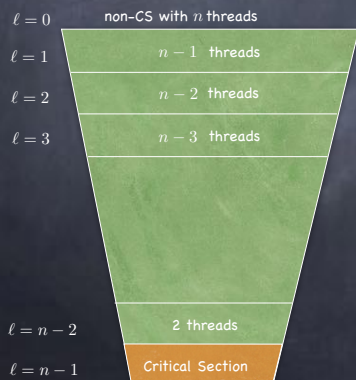 ℓ = 0 non-CS with n threads
ℓ = 1 n − 1 threads
ℓ = 2 n − 2 threads
ℓ = 3 n − 3 threads
ℓ = n − 2 2 threads
ℓ = n − 1 Critical Section